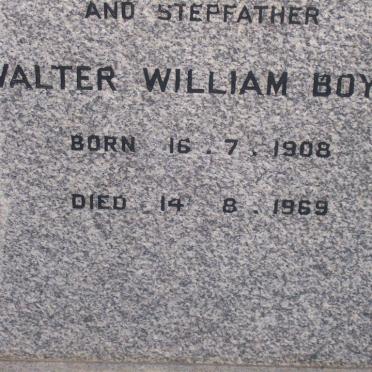 AND STEPFATHER
WALTER WILLIAM BOY
BORN 16 . 7 . 1908
DIED 14 8 . 1969